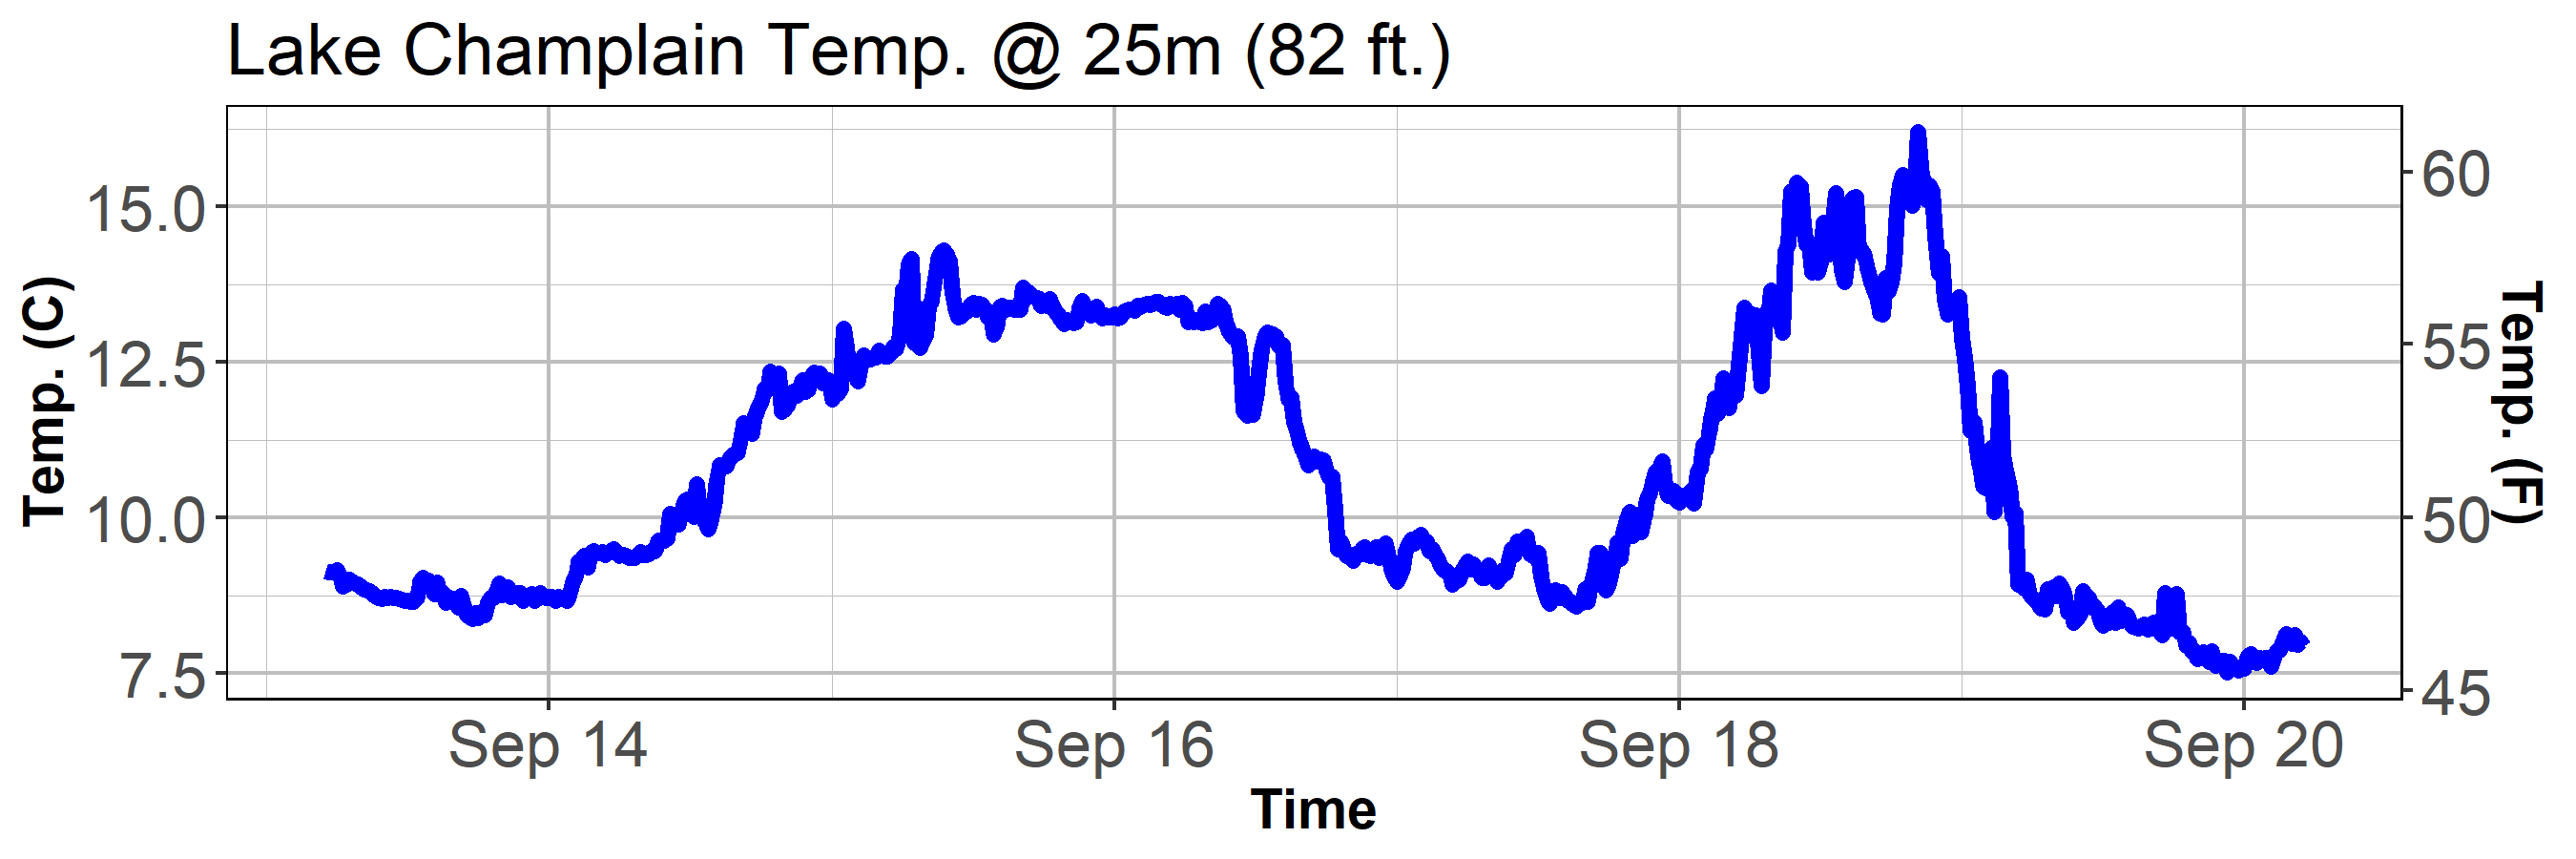 Lake Champlain Temp. @ 25m (82 ft.)
Temp. (C)
15.0
12.5
10.0
7.5
60
55
50
45
Temp. (F)
Sep 14
Sep 16
Sep 18
Sep 20
Time